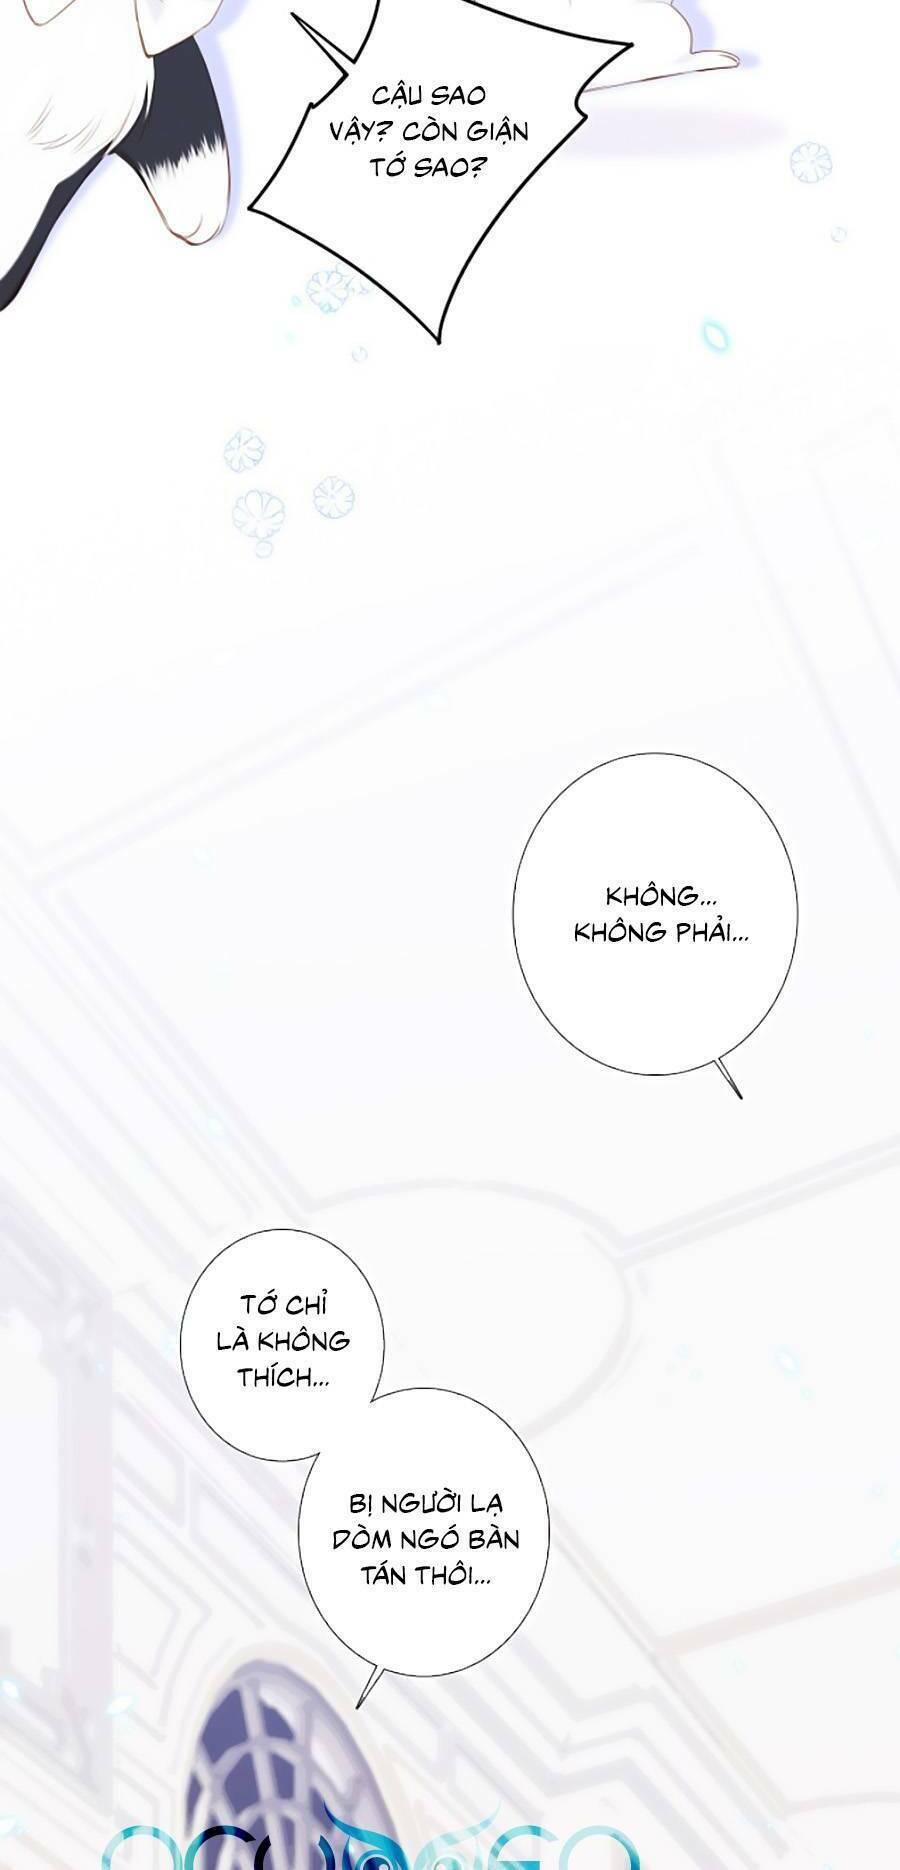 CẬU SAO
VẬY? CÒN GIẬN
TỚ SAO?
KHÔNG...
KHÔNG PHẢI...
TỚ CHỈ
LÀ KHÔNG
THÍCH...
BỊ NGƯỜI LẠ
DÒM NGÓ BÀN
TÁN THÔI...